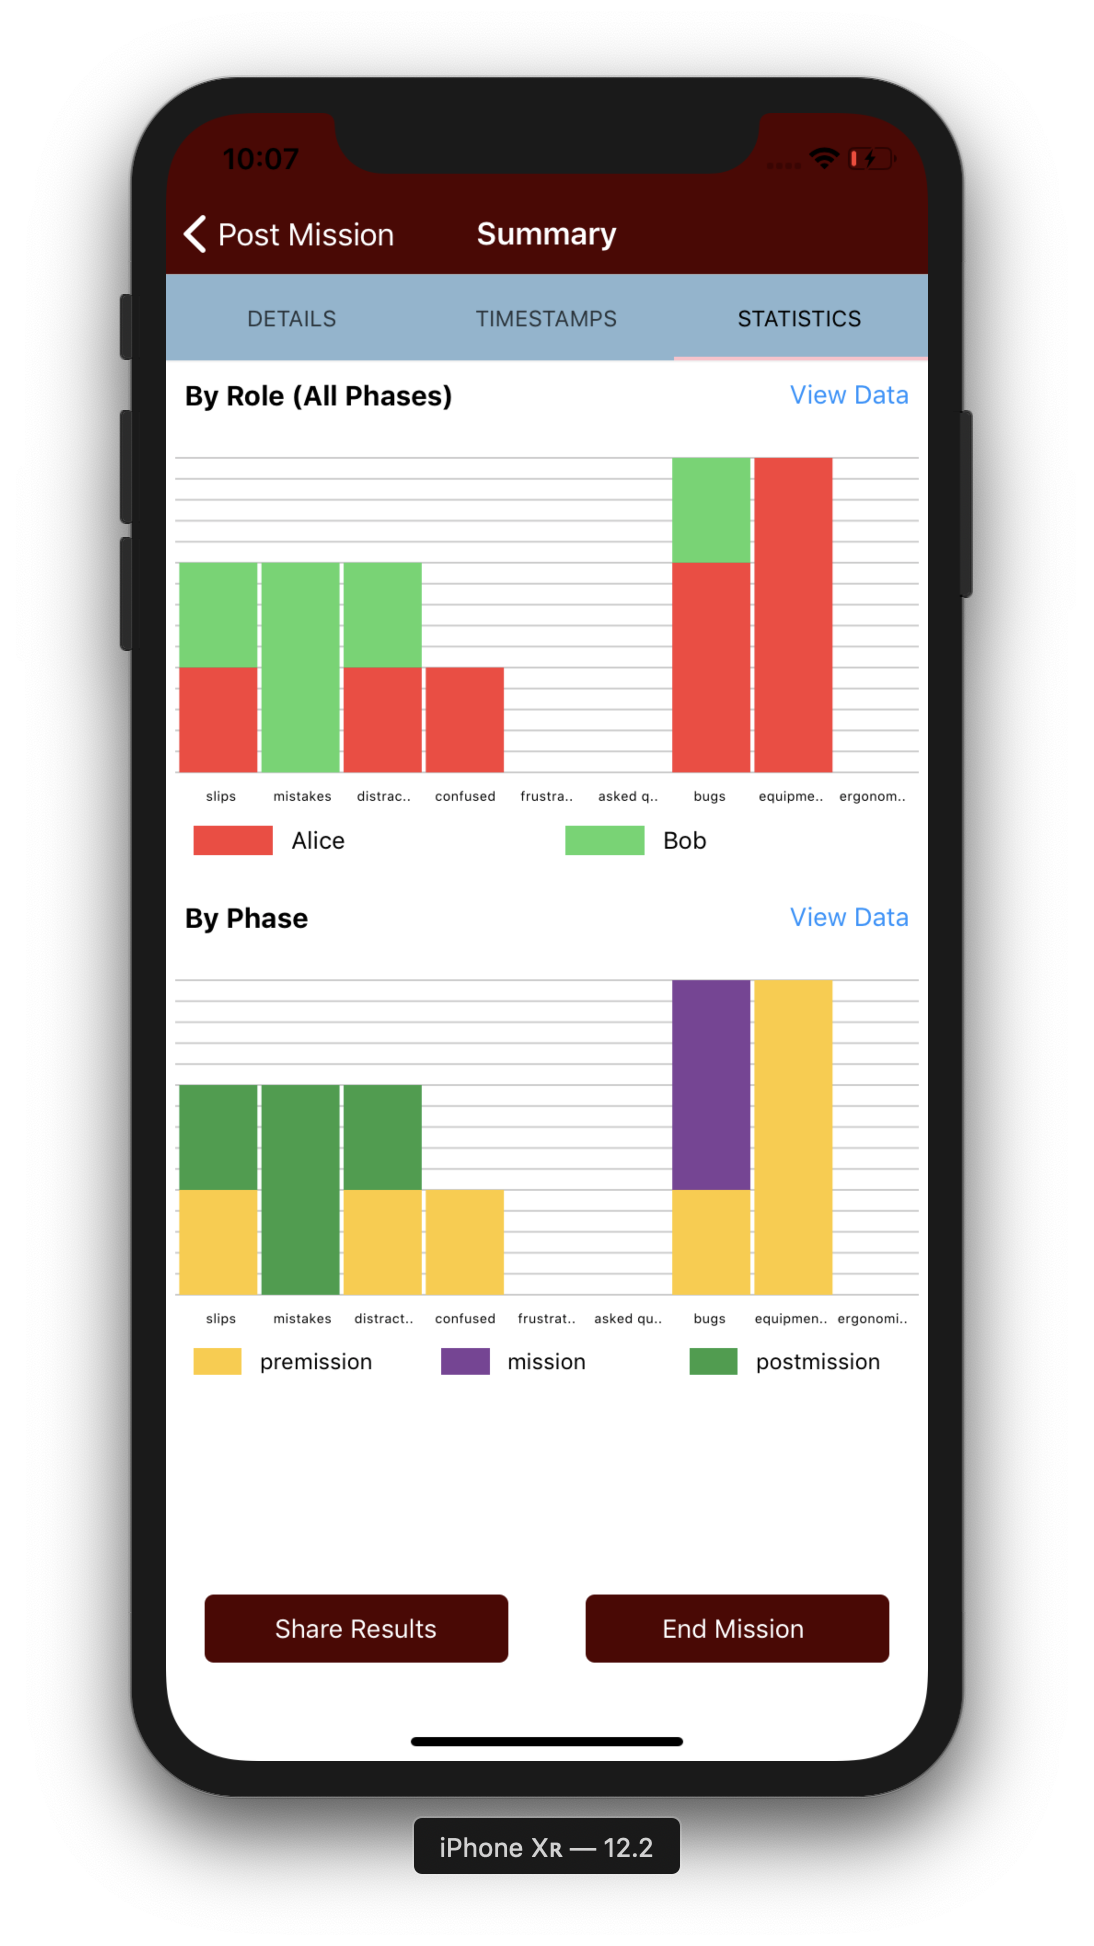 10:07
Post Mission Summary
DETAILS TIMESTAMPS STATISTICS
By Role (All Phases) View Data
slips mistakes distrac.. confused frustra.. asked q.. bugs equipme.. ergonom..
Alice Bob
By Phase View Data
slips mistakes distract.. confused frustrat.. asked qu.. bugs equipmen.. ergonomi..
premission mission postmission
Share Results End Mission
iPhone Xʀ — 12.2